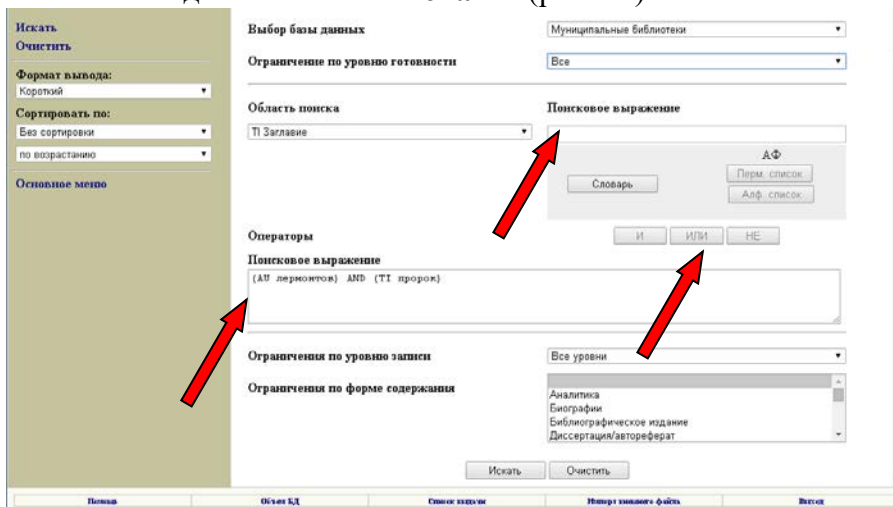 Искать
Очистить
Формат вывода:
Короткий
Сортировать по:
Без сортировки
по возрастанию
Основное меню
Выбор базы данных
Муниципальные библиотеки
Ограничение по уровню готовности
Все
Область поиска
Поисковое выражение
TI Заглавие
АФ
Словарь
Перм. список
Алф. список
Операторы
И ИЛИ НЕ
Поисковое выражение
(AU лермонтов) AND (TI пророк)
Ограничения по уровню записи
Все уровни
Ограничения по форме содержания
Аналитика
Биографии
Библиографическое издание
Диссертация/автореферат
Искать Очистить
Помощь Объем БД Список выдачи Импорт внешнего файла Выход